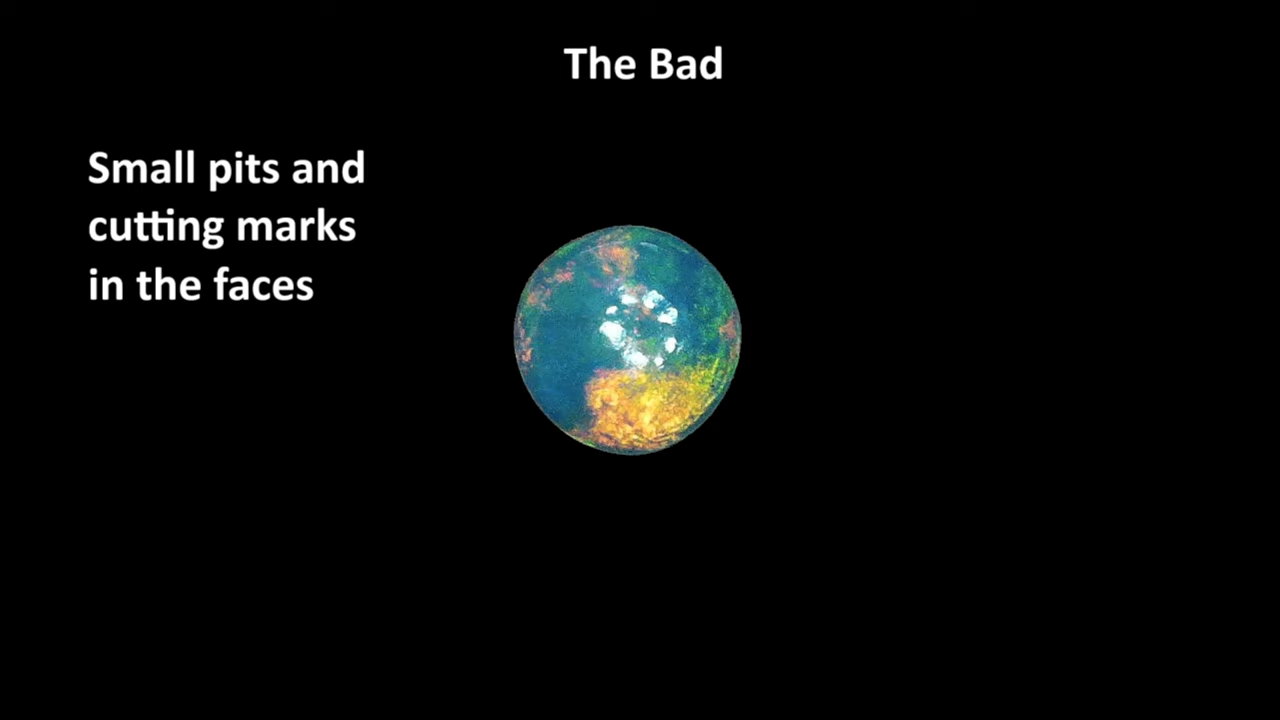 The Bad
Small pits and
cutting marks
in the faces